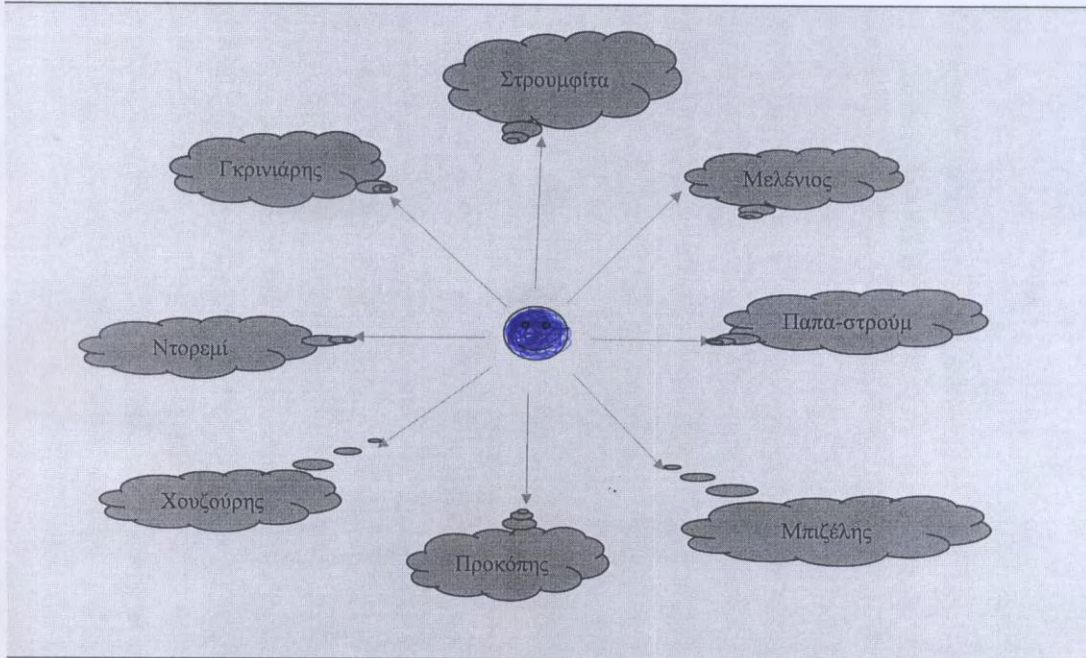 Στρουμφίτα
Γκρινιάρης
Μελένιος
Παπα-στρούμ
Ντορεμί
Χουζούρης
Μπιζέλης
Προκόπης